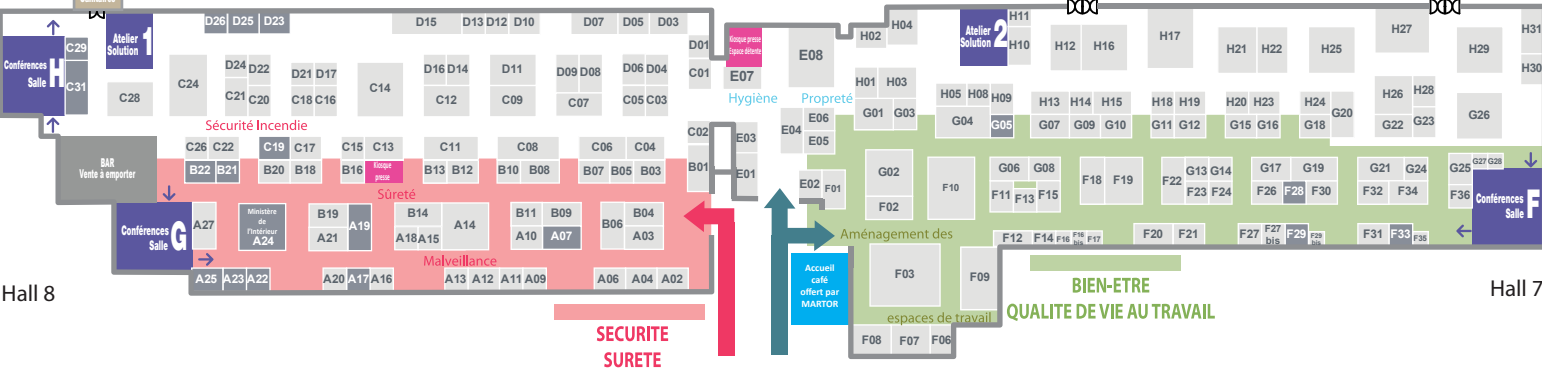 D26 D25 D23
D15 D13 D12 D10
D07 D05 D03
H04
H02
H11
H10
H12 H16
H17
H21 H22
H25
H27
H29
H31
H30
Atelier
Solution 1
Conférences
Salle H
C29
C31
C28
C24
D24 D22
C21 C20
D21 D17
C18 C16
C14
D16 D14
C12
D11
C09
D09 D08
C07
D06 D04
C05 C03
D01
C01
Kiosque presse
Espace détente
E07
E08
Hygiène
Propreté
Atelier
Solution 2
H01 H03
G01 G03
H05 H08 H09
G04 G05
H13 H14 H15
G07 G09 G10
H18 H19
G11 G12
H20 H23
G15 G16
H24
G18 G20
H26 H28
G22 G23
G26
Sécurité Incendie
BAR
Vente à emporter
C26 C22
B22 B21
C19 C17
B20 B18
C15 C13
B16
Kiosque
presse
C11
B13 B12
C08
B10 B08
C06 C04
B07 B05 B03
C02
B01
E03
E01
E04
E06
E05
E02 F01
G02
F02
F10
G06 G08
F11 F13 F15
F18 F19
F22 G13 G14
F23 F24
G17 G19
F26 F28 F30
G21 G24
F32 F34
G25 G27 G28
F36
Conférences
Salle F
Sûreté
Conférences
Salle G
A27
Ministère
de
l'Intérieur
A24
B19
A21 A19
B14
A18 A15 A14
B11 B09
A10 A07
B06 B04
A03
Malveillance
A25 A23 A22
A20 A17 A16
A13 A12 A11 A09
A06 A04 A02
Aménagement des
F12 F14 F16 F16
bis F17
F20 F21
F27 F27
bis F29 F29
bis
F31 F33 F35
Accueil
café
offert par
MARTOR
F03
F09
espaces de travail
F08 F07 F06
Hall 8
Hall 7
SECURITE
SURETE
BIEN-ETRE
QUALITE DE VIE AU TRAVAIL